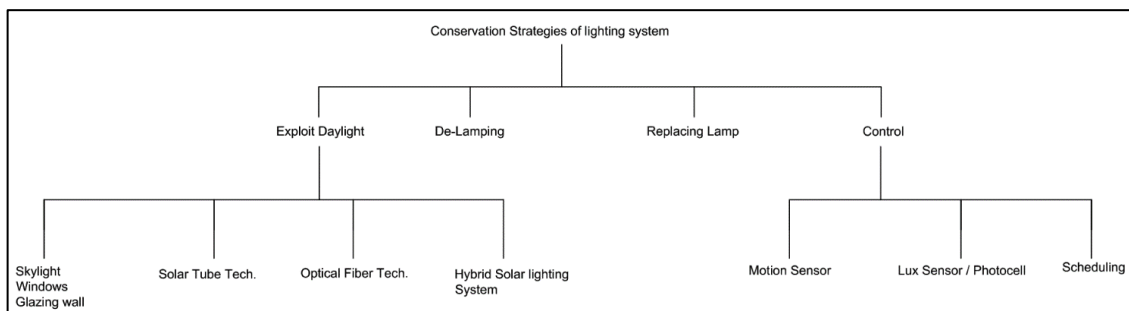 Conservation Strategies of lighting system
Exploit Daylight
De-Lamping
Replacing Lamp
Control
Skylight
Windows
Glazing wall
Solar Tube Tech.
Optical Fiber Tech.
Hybrid Solar lighting
System
Motion Sensor
Lux Sensor / Photocell
Scheduling